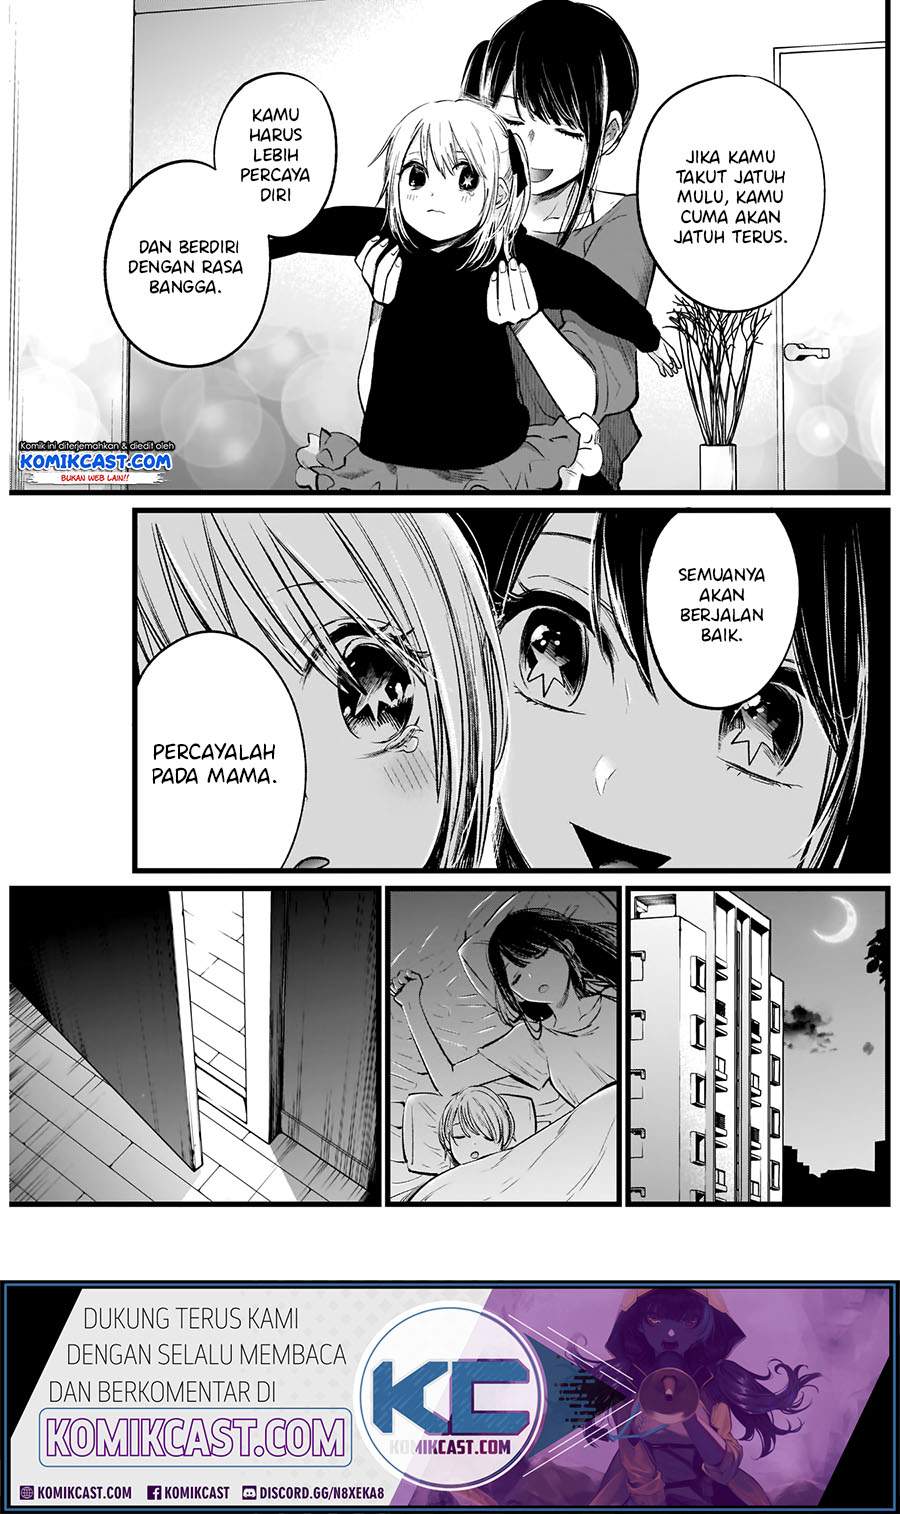 JIKA KAMU
TAKUT JATUH
MULU, KAMU
CUMA AKAN
JATUH TERUS.
KAMU
HARUS
LEBIH
PERCAYA
DIRI
DAN BERDIRI
DENGAN RASA
BANGGA.
Komik ini diterjemahkan & diedit oleh
KOMIKCAST.COM
BUKAN WEB LAIN!!
SEMUANYA
AKAN
BERJALAN
BAIK.
PERCAYALAH
PADA MAMA.
DUKUNG TERUS KAMI
DENGAN SELALU MEMBACA
DAN BERKOMENTAR DI
KOMIKCAST.COM
KC
KOMIKCAST.COM
KOMIKCAST.COM
KOMIKCAST
DISCORD.GG/N8XEKA8